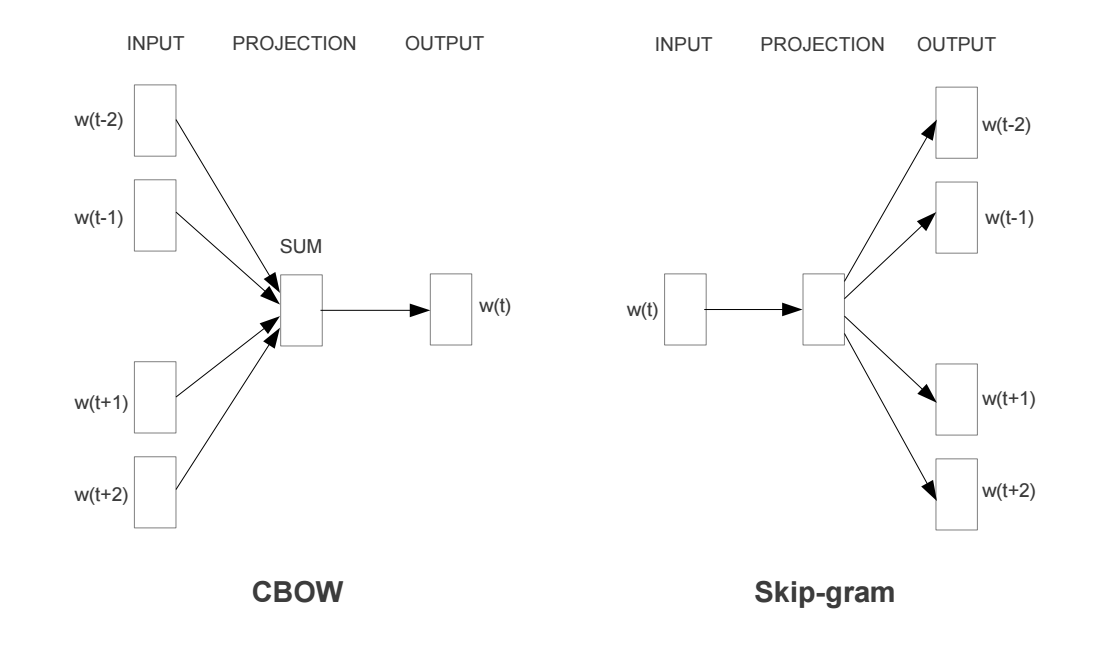 INPUT PROJECTION OUTPUT
w(t-2)
w(t-1)
SUM
w(t)
w(t+1)
w(t+2)
CBOW
INPUT PROJECTION OUTPUT
w(t-2)
w(t-1)
w(t)
w(t+1)
w(t+2)
Skip-gram